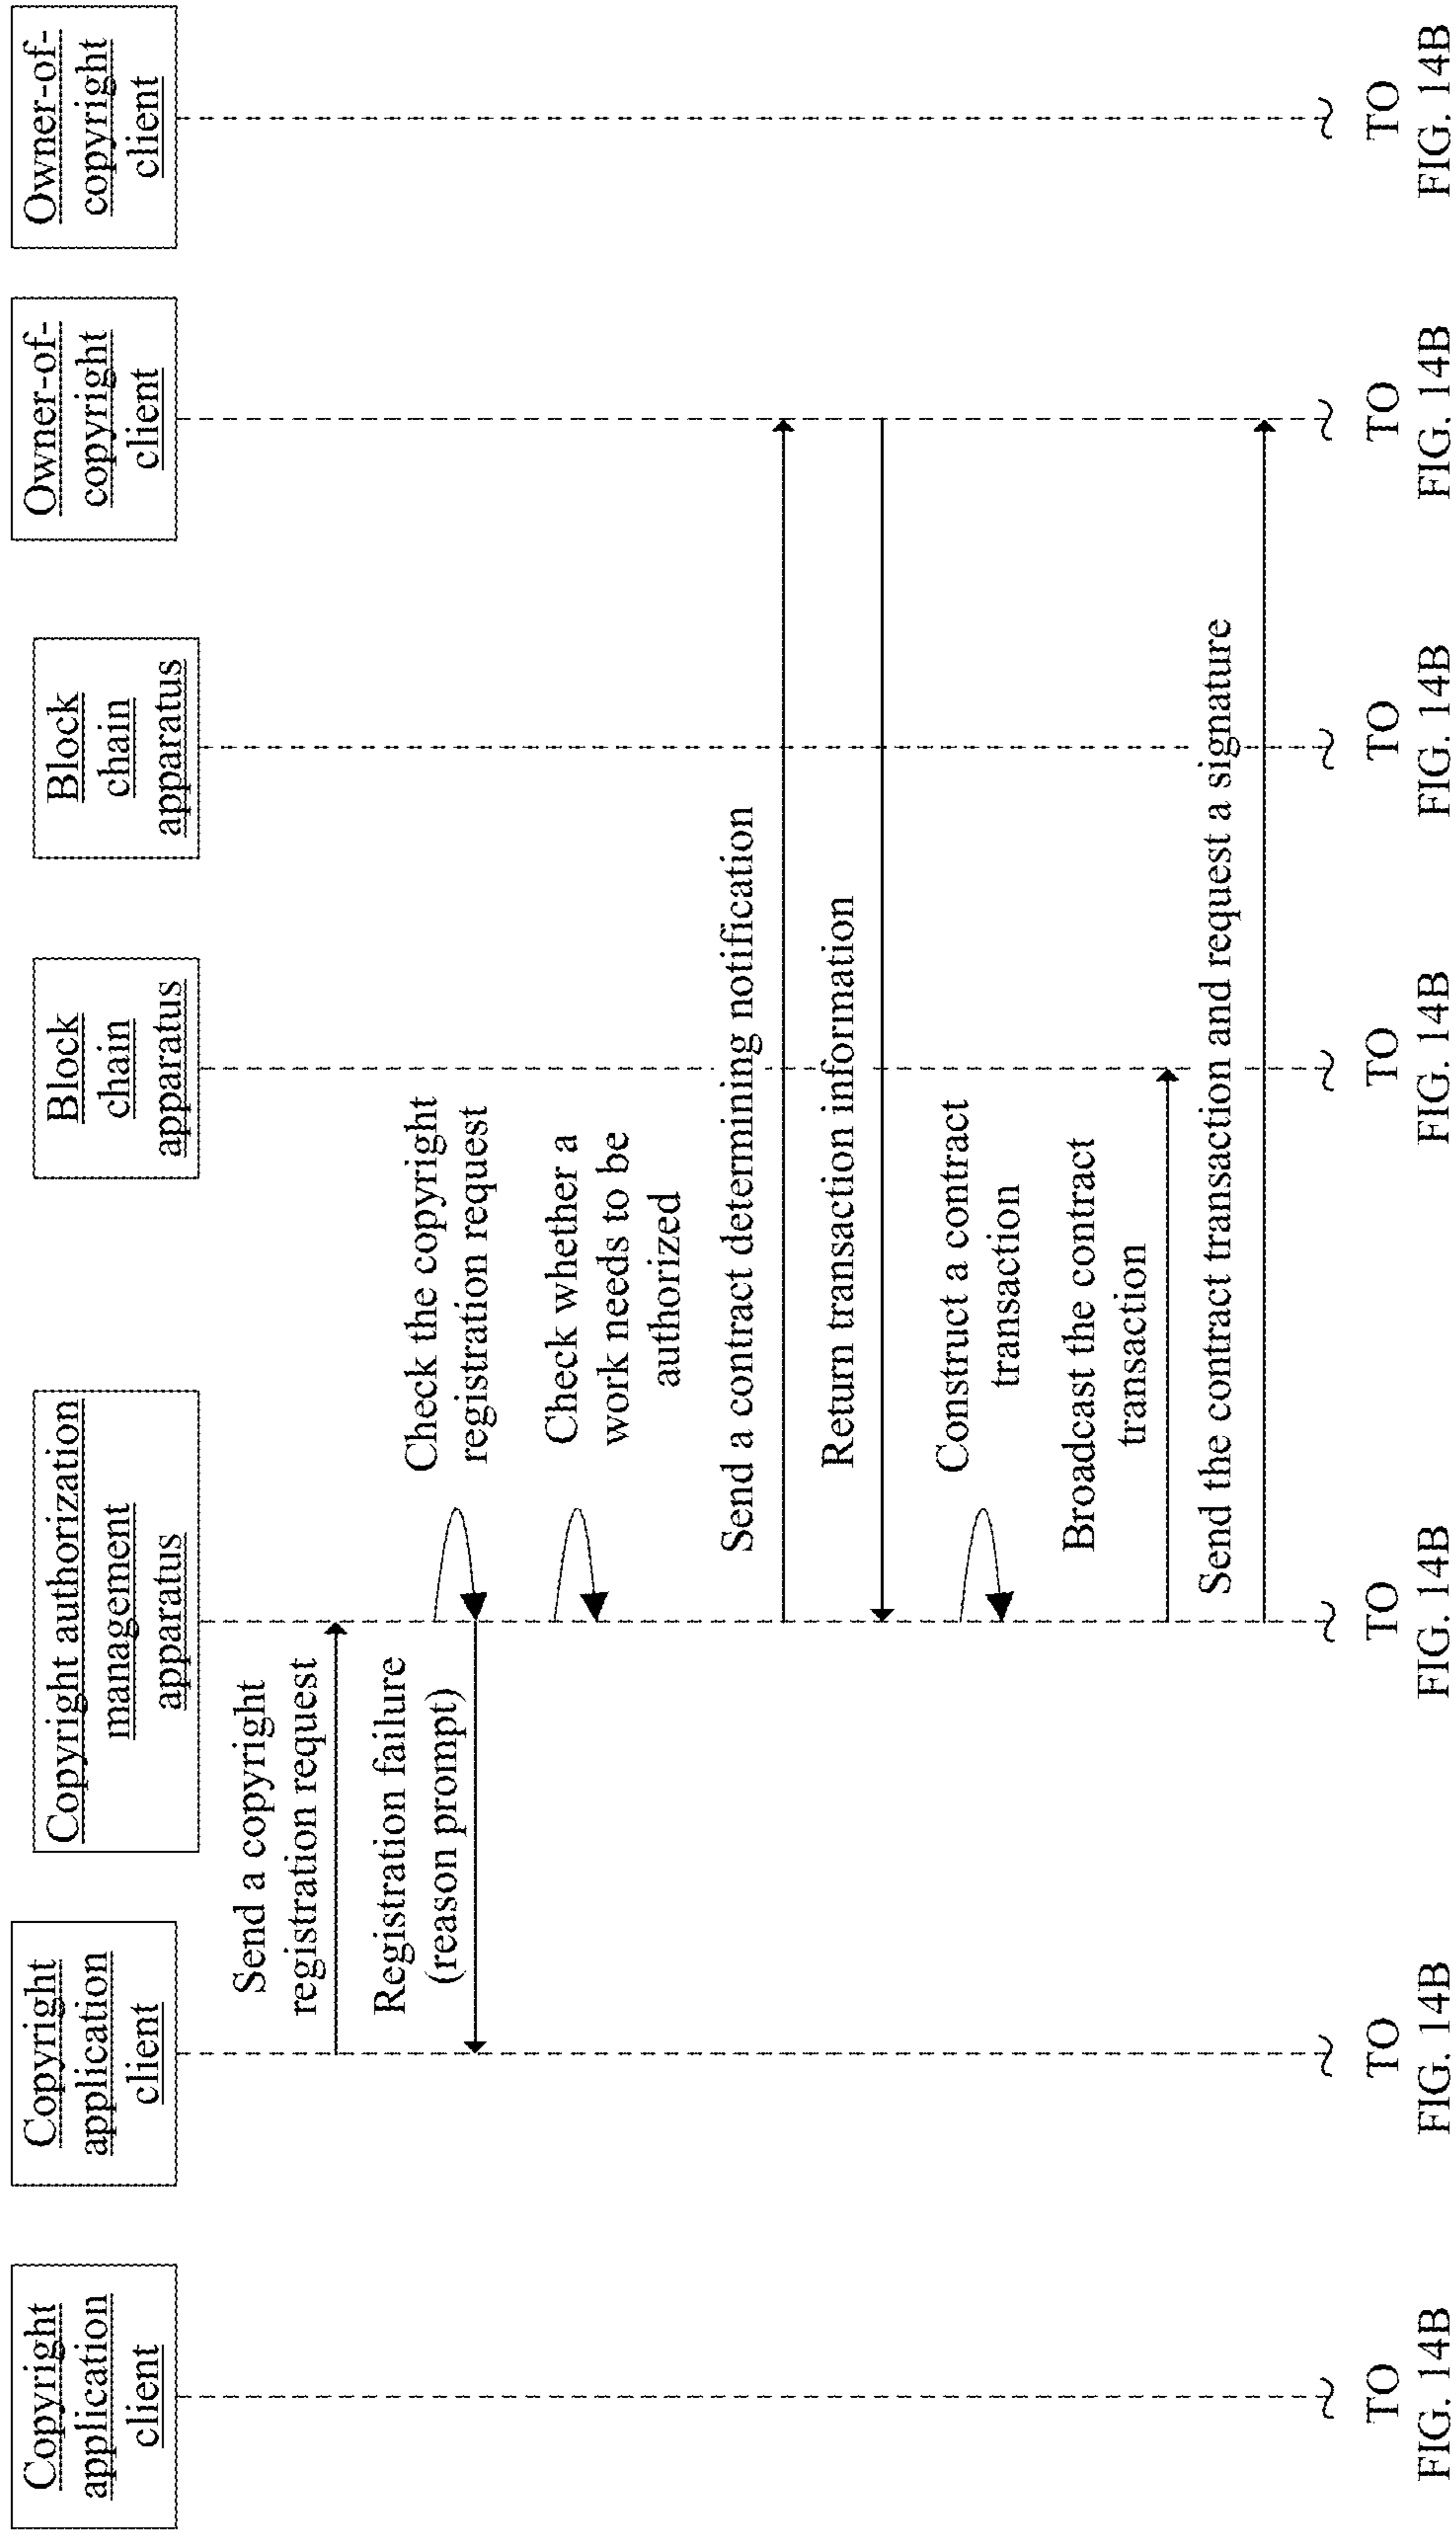 Copyright
application
client
Copyright
application
client
Copyright authorization
management
apparatus
Block
chain
apparatus
Block
chain
apparatus
Owner-of-
copyright
client
Owner-of-
copyright
client
Send a copyright
registration request
Registration failure
(reason prompt)
Check the copyright
registration request
Check whether a
work needs to be
authorized
Send a contract determining notification
Return transaction information
Construct a contract
transaction
Broadcast the contract
transaction
Send the contract transaction and request a signature
TO
FIG. 14B
TO
FIG. 14B
TO
FIG. 14B
TO
FIG. 14B
TO
FIG. 14B
TO
FIG. 14B
TO
FIG. 14B